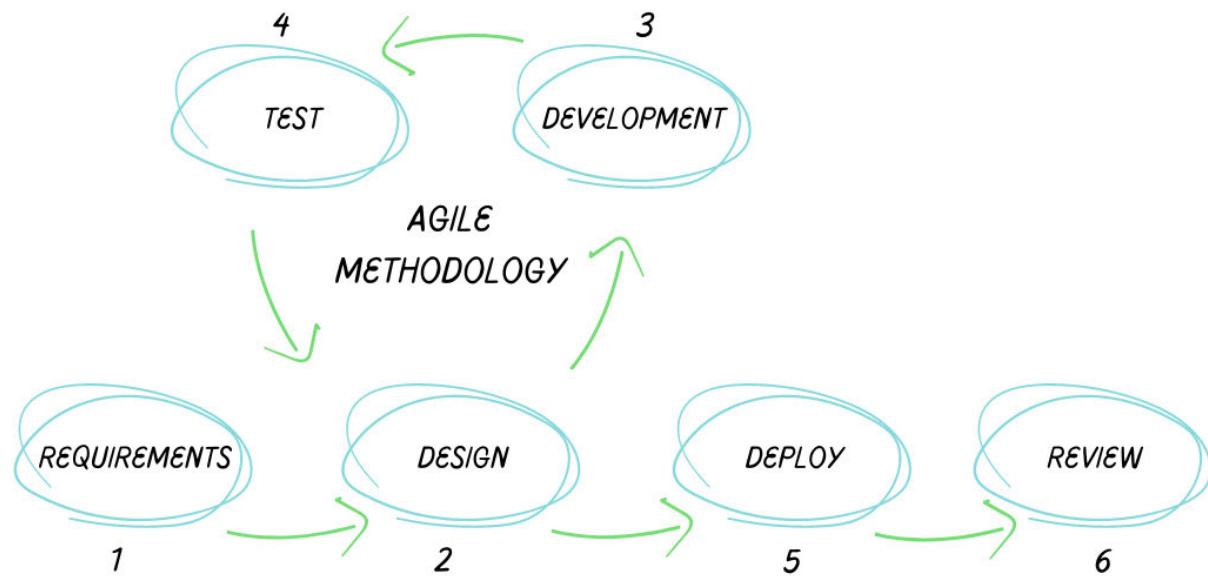 4
3
TEST
DEVELOPMENT
AGILE
METHODOLOGY
REQUIREMENTS
DESIGN
DEPLOY
REVIEW
1
2
5
6